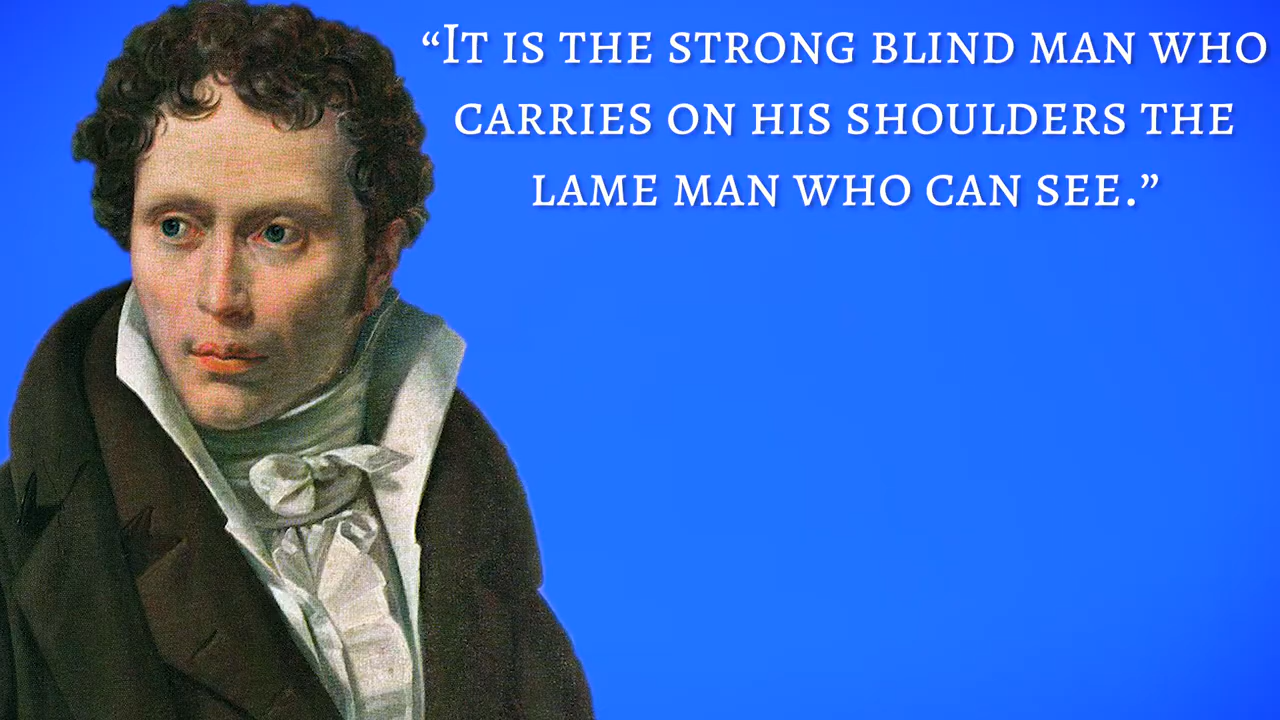 “It is the strong blind man who
carries on his shoulders the
lame man who can see.”